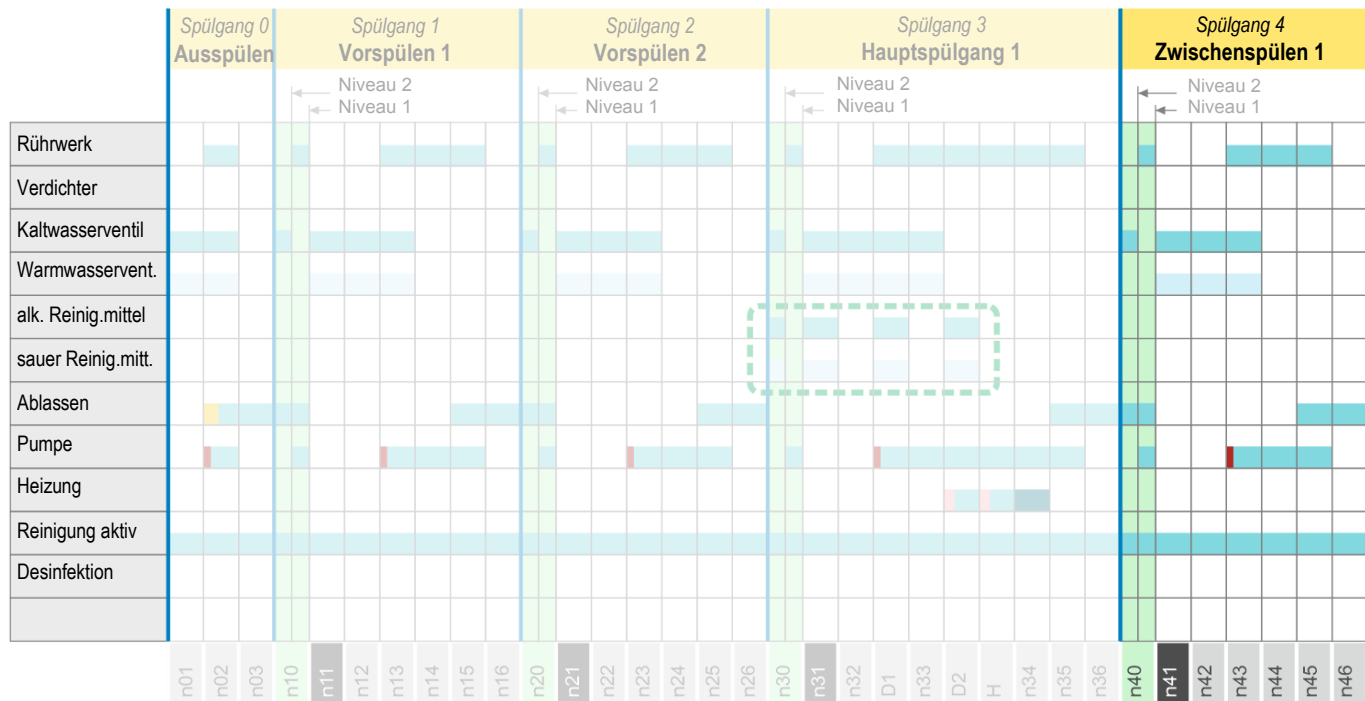 Spülgang 0
Ausspülen
Spülgang 1
Vorspülen 1
Spülgang 2
Vorspülen 2
Spülgang 3
Hauptspülgang 1
Spülgang 4
Zwischenspülen 1
Niveau 2
Niveau 1
Niveau 2
Niveau 1
Niveau 2
Niveau 1
Niveau 2
Niveau 1
Rührwerk
Verdichter
Kaltwasserventil
Warmwasservent.
alk. Reinig.mittel
sauer Reinig.mitt.
Ablassen
Pumpe
Heizung
Reinigung aktiv
Desinfektion
n01
n02
n03
n10
n11
n12
n13
n14
n15
n16
n20
n21
n22
n23
n24
n25
n26
n30
n31
n32
D1
n33
D2
H
n34
n35
n36
n40
n41
n42
n43
n44
n45
n46